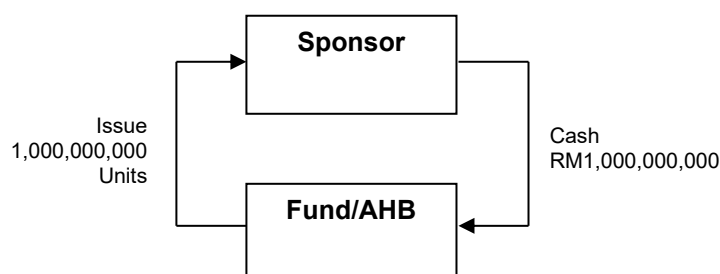 Sponsor
Issue
1,000,000,000
Units
Cash
RM1,000,000,000
Fund/AHB